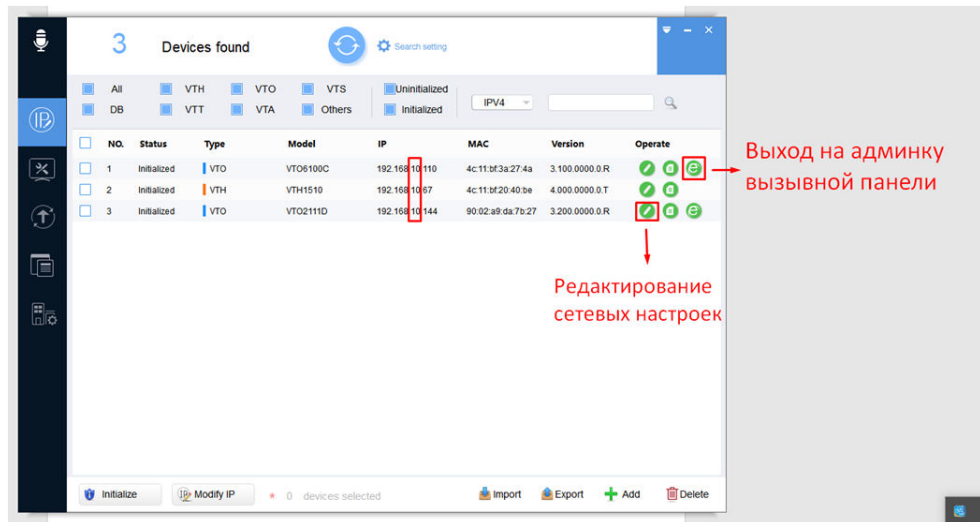 3 Devices found Search setting
All VTH VTO VTS Uninitialized
DB VTT VTA Others Initialized
IPV4
IP
NO. Status Type Model IP MAC Version Operate
1 Initialized VTO VTO6100C 192.168.10.110 4c:11:bf:3a:27:4a 3.100.0000.0.R
2 Initialized VTH VTH1510 192.168.10.67 4c:11:bf:20:40:be 4.000.0000.0.T
3 Initialized VTO VTO2111D 192.168.10.144 90:02:a9:da:7b:27 3.200.0000.0.R
Выход на админку
вызывной панели
Редактирование
сетевых настроек
Initialize IP Modify IP * 0 devices selected Import Export Add Delete